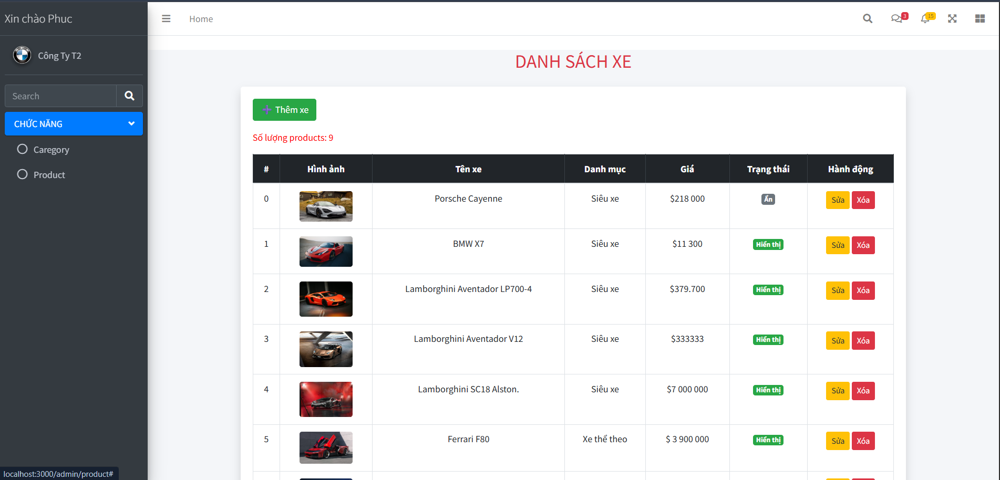 Xin chào Phuc
Home
3
15
Công Ty T2
Search
CHỨC NĂNG
Caregory
Product
DANH SÁCH XE
Thêm xe
Số lượng products: 9
# Hình ảnh Tên xe Danh mục Giá Trạng thái Hành động
0 Porsche Cayenne Siêu xe $218 000 Ẩn Sửa Xóa
1 BMW X7 Siêu xe $11 300 Hiển thị Sửa Xóa
2 Lamborghini Aventador LP700-4 Siêu xe $379.700 Hiển thị Sửa Xóa
3 Lamborghini Aventador V12 Siêu xe $333333 Hiển thị Sửa Xóa
4 Lamborghini SC18 Alston. Siêu xe $7 000 000 Hiển thị Sửa Xóa
5 Ferrari F80 Xe thể theo $ 3 900 000 Hiển thị Sửa Xóa
localhost:3000/admin/product#